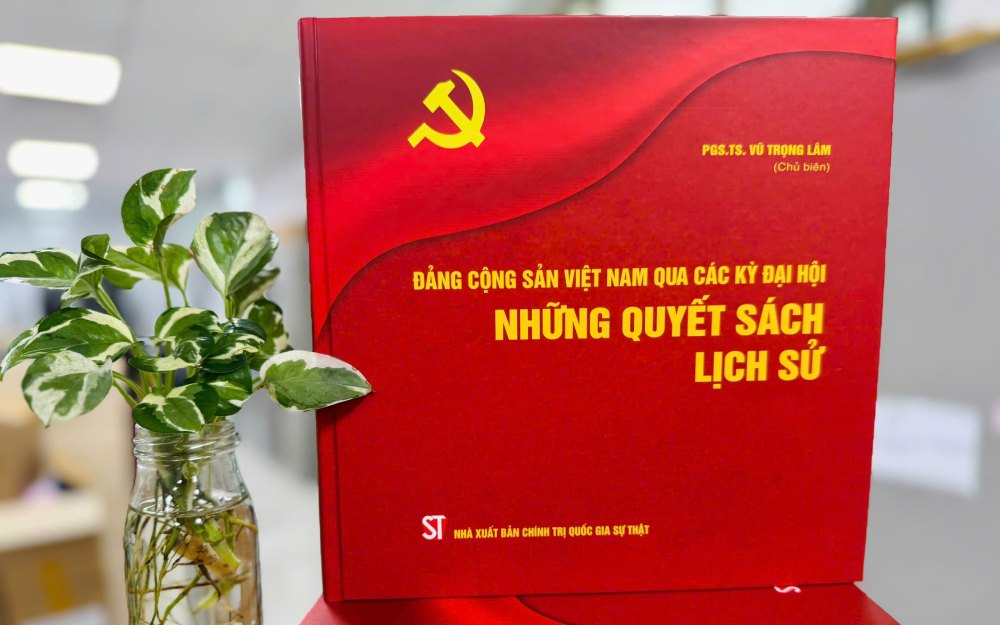 PGS.TS. VŨ TRỌNG LÂM
(Chủ biên)
ĐẢNG CỘNG SẢN VIỆT NAM QUA CÁC KỲ ĐẠI HỘI
NHỮNG QUYẾT SÁCH
LỊCH SỬ
ST NHÀ XUẤT BẢN CHÍNH TRỊ QUỐC GIA SỰ THẬT